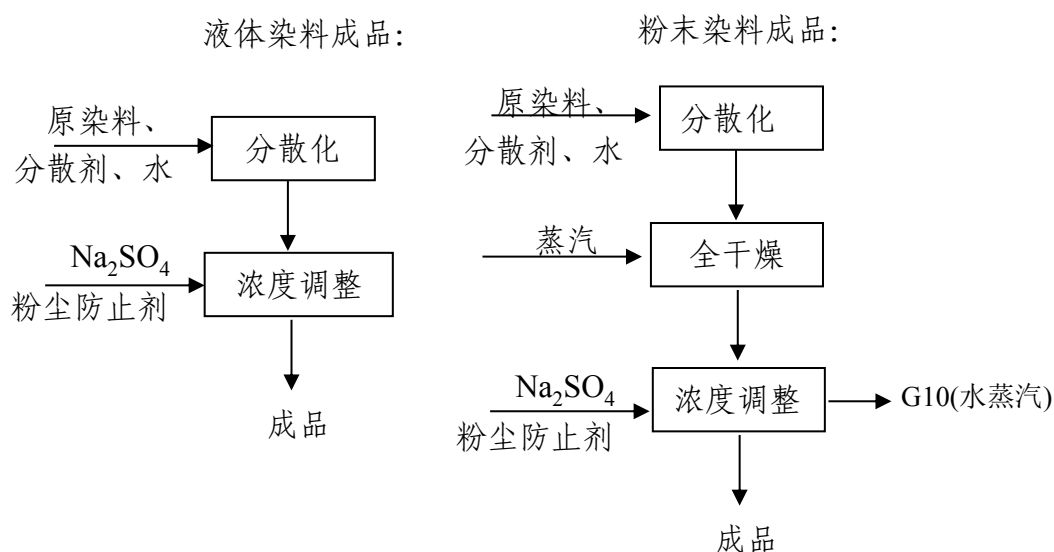 液体染料成品:
原染料、
分散剂、水
分散化
Na₂SO₄
粉尘防止剂
浓度调整
成品
粉末染料成品:
原染料、
分散剂、水
分散化
蒸汽
全干燥
Na₂SO₄
粉尘防止剂
浓度调整
G10(水蒸汽)
成品